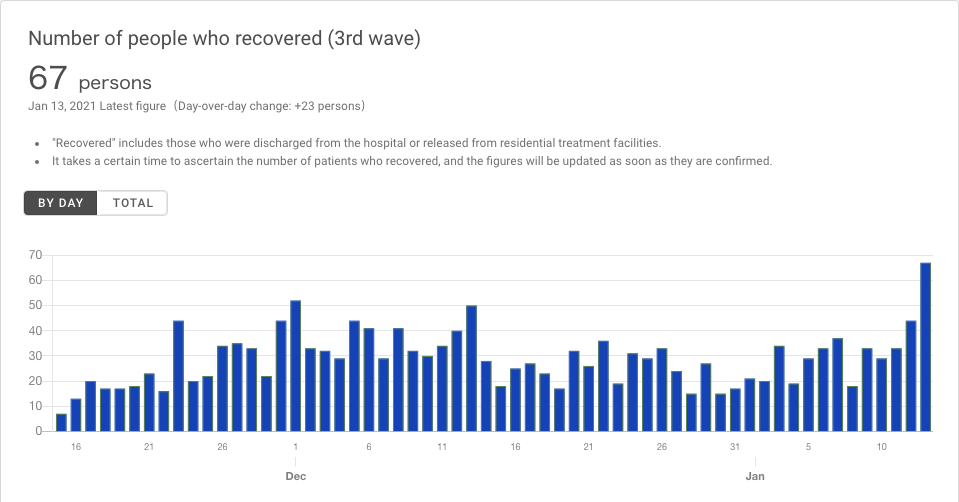 Number of people who recovered (3rd wave)
67 persons
Jan 13, 2021 Latest figure（Day-over-day change: +23 persons）
• "Recovered" includes those who were discharged from the hospital or released from residential treatment facilities.
• It takes a certain time to ascertain the number of patients who recovered, and the figures will be updated as soon as they are confirmed.
BY DAY TOTAL
70
60
50
40
30
20
10
0
16 21 26 1 6 11 16 21 26 31 5 10
Dec Jan